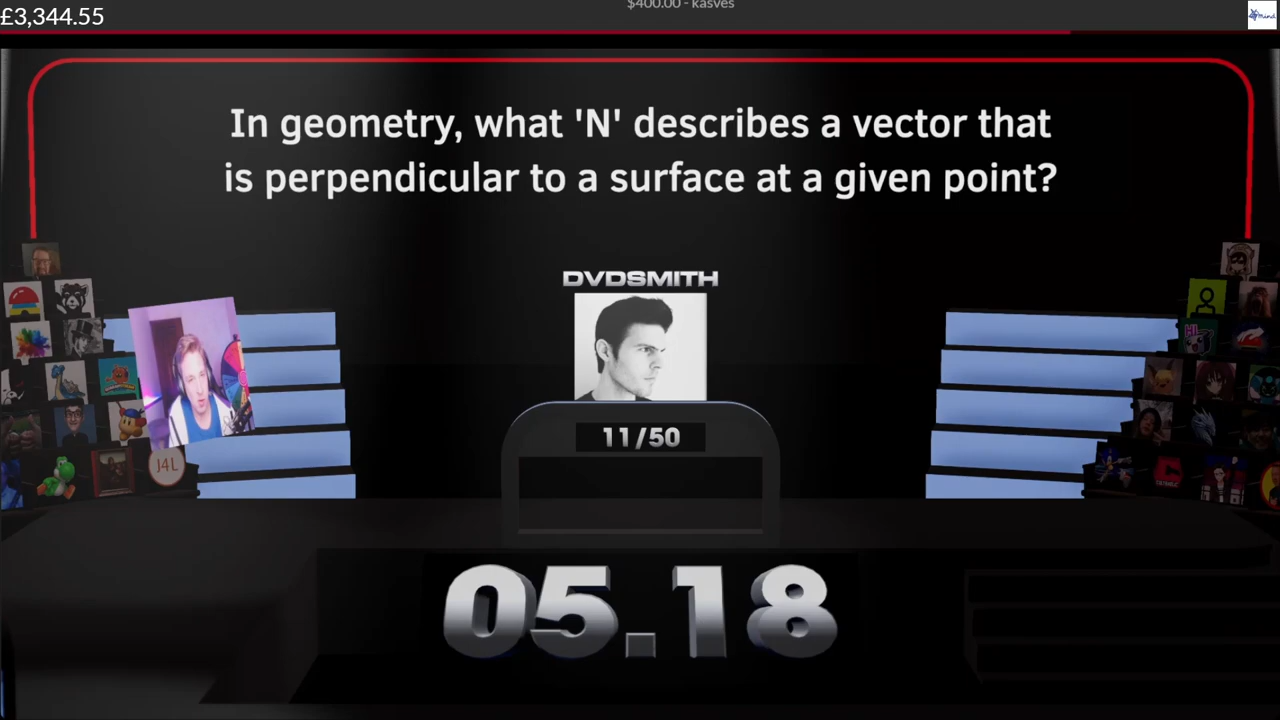 $400.00 - kasves
£3,344.55
mind
In geometry, what 'N' describes a vector that
is perpendicular to a surface at a given point?
DVDSMITH
11/50
J4L
05.18